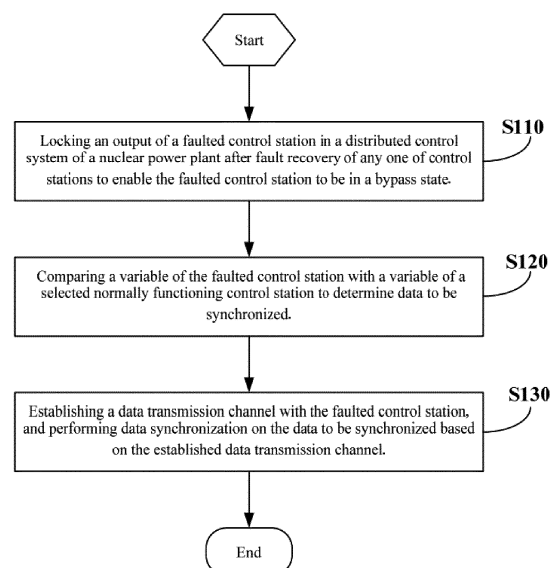 Start
S110
Locking an output of a faulted control station in a distributed control
system of a nuclear power plant after fault recovery of any one of control
stations to enable the faulted control station to be in a bypass state.
S120
Comparing a variable of the faulted control station with a variable of a
selected normally functioning control station to determine data to be
synchronized.
S130
Establishing a data transmission channel with the faulted control station,
and performing data synchronization on the data to be synchronized based
on the established data transmission channel.
End